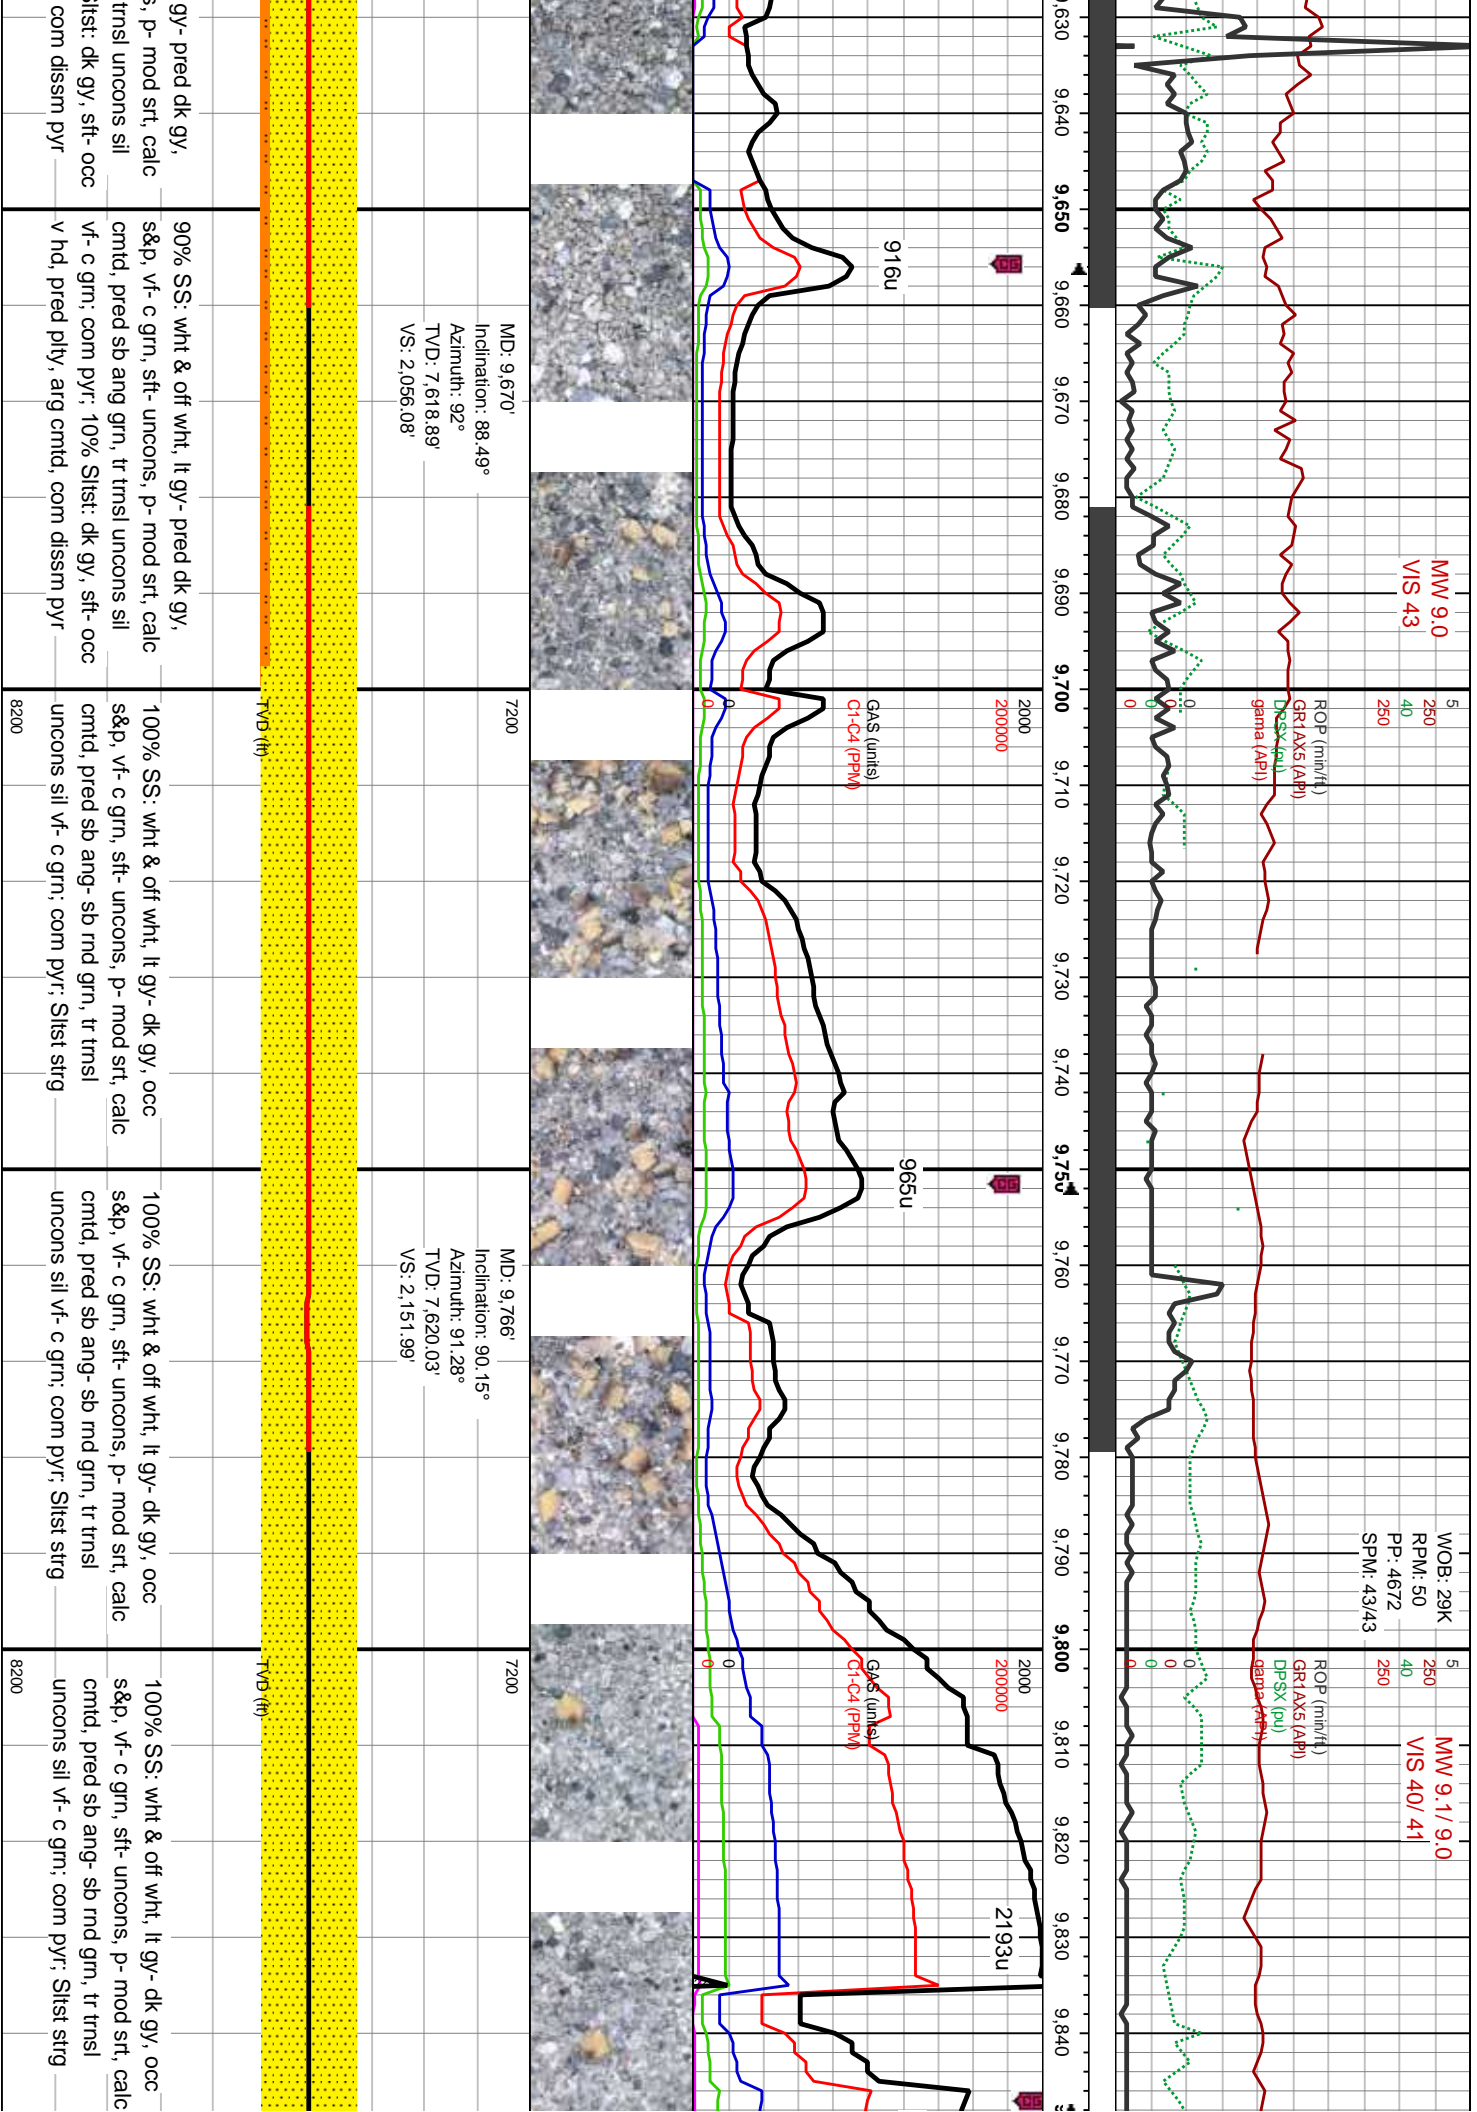 9,630
9,640
9,650
9,660
9,670
9,680
9,690
9,700
9,710
9,720
9,730
9,740
9,750
9,760
9,770
9,780
9,790
9,800
9,810
9,820
9,830
9,840
MW 9.0
VIS 43
5
250
40
250
ROP (min/ft.)
GR1AX5 (API)
DPSX (pu)
gama (API)
0
0
0
0
WOB: 29K
RPM: 50
PP: 4672
SPM: 43/43
5
250
40
250
ROP (min/ft.)
GR1AX5 (API)
DPSX (pu)
gama (API)
0
0
0
0
MW 9.1/ 9.0
VIS 40/ 41
916u
2000
200000
GAS (units)
C1-C4 (PPM)
0
0
965u
2000
200000
GAS (units)
C1-C4 (PPM)
0
0
2193u
MD: 9,670'
Inclination: 88.49°
Azimuth: 92°
TVD: 7,618.89'
VS: 2,056.08'
7200
TVD (ft)
8200
MD: 9,766'
Inclination: 90.15°
Azimuth: 91.28°
TVD: 7,620.03'
VS: 2,151.99'
7200
TVD (ft)
8200
gy- pred dk gy,
s, p- mod srt, calc
trnsl uncons sil
ltst: dk gy, sft- occ
com dissm pyr
90% SS: wht & off wht, lt gy- pred dk gy,
s&p, vf- c grn, sft- uncons, p- mod srt, calc
cmtd, pred sb ang grn, tr trnsl uncons sil
vf- c grn; com pyr; 10% Sltst: dk gy, sft- occ
v hd, pred plty, arg cmtd, com dissm pyr
100% SS: wht & off wht, lt gy- dk gy, occ
s&p, vf- c grn, sft- uncons, p- mod srt, calc
cmtd, pred sb ang- sb rnd grn, tr trnsl
uncons sil vf- c grn; com pyr; Sltst strg
100% SS: wht & off wht, lt gy- dk gy, occ
s&p, vf- c grn, sft- uncons, p- mod srt, calc
cmtd, pred sb ang- sb rnd grn, tr trnsl
uncons sil vf- c grn; com pyr; Sltst strg
100% SS: wht & off wht, lt gy- dk gy, occ
s&p, vf- c grn, sft- uncons, p- mod srt, calc
cmtd, pred sb ang- sb rnd grn, tr trnsl
uncons sil vf- c grn; com pyr; Sltst strg